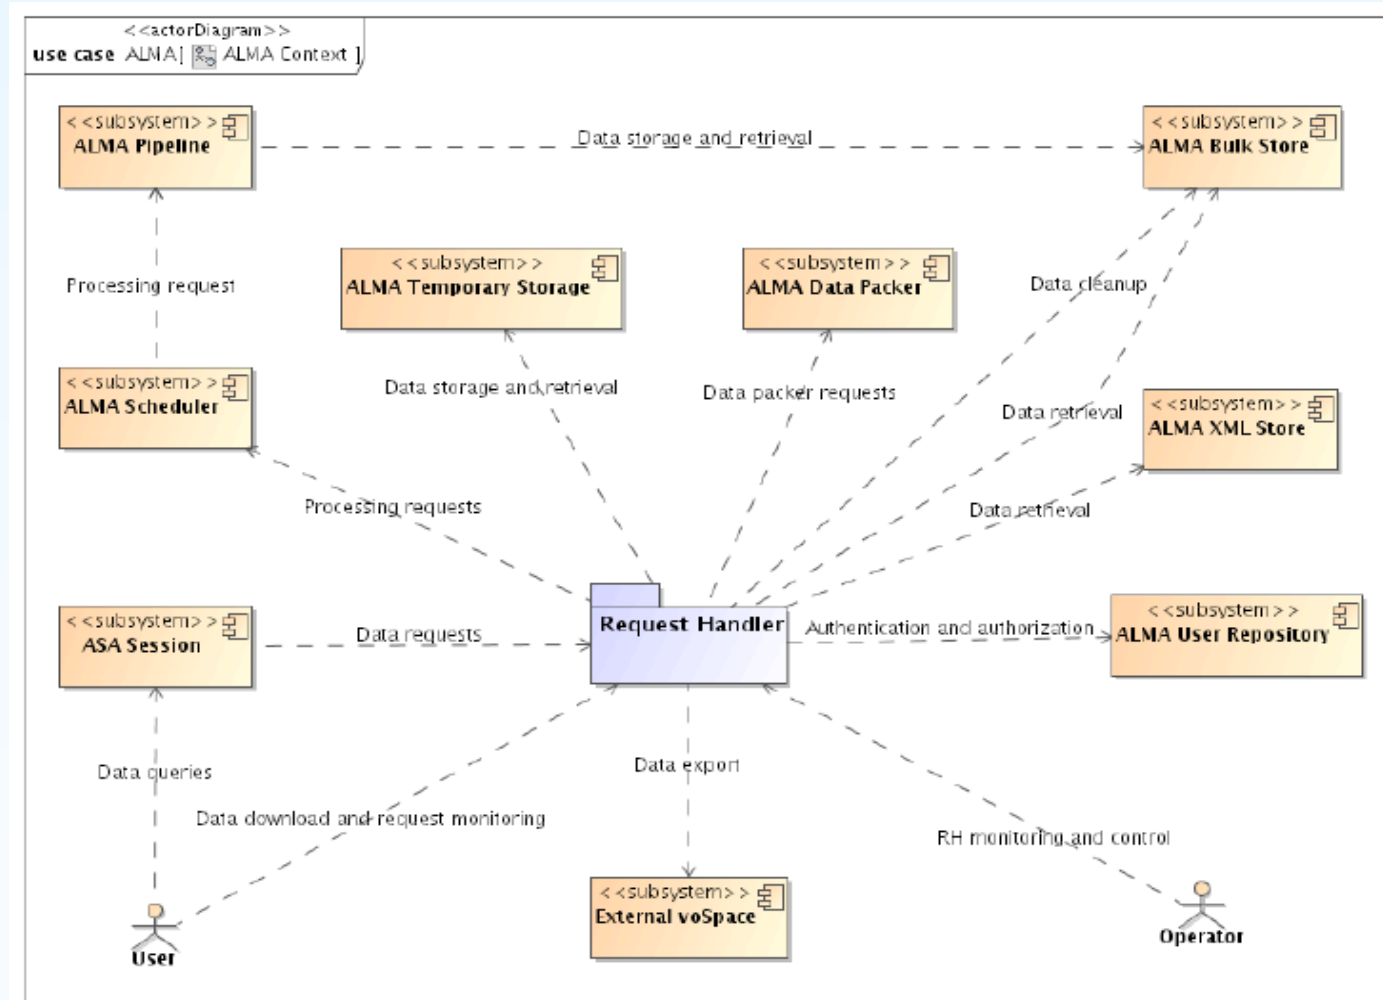 <<actorDiagram>>
use case ALMA[ ALMA Context ]
<<subsystem>>
ALMA Pipeline
Data storage and retrieval
<<subsystem>>
ALMA Bulk Store
<<subsystem>>
ALMA Temporary Storage
<<subsystem>>
ALMA Data Packer
Processing request
Data cleanup
<<subsystem>>
ALMA Scheduler
Data storage and retrieval
Data packer requests
Data retrieval
<<subsystem>>
ALMA XML Store
Processing requests
Data retrieval
<<subsystem>>
ASA Session
Data requests
Request Handler
Authentication and authorization
<<subsystem>>
ALMA User Repository
Data queries
Data export
Data download and request monitoring
RH monitoring and control
<<subsystem>>
External voSpace
User
Operator